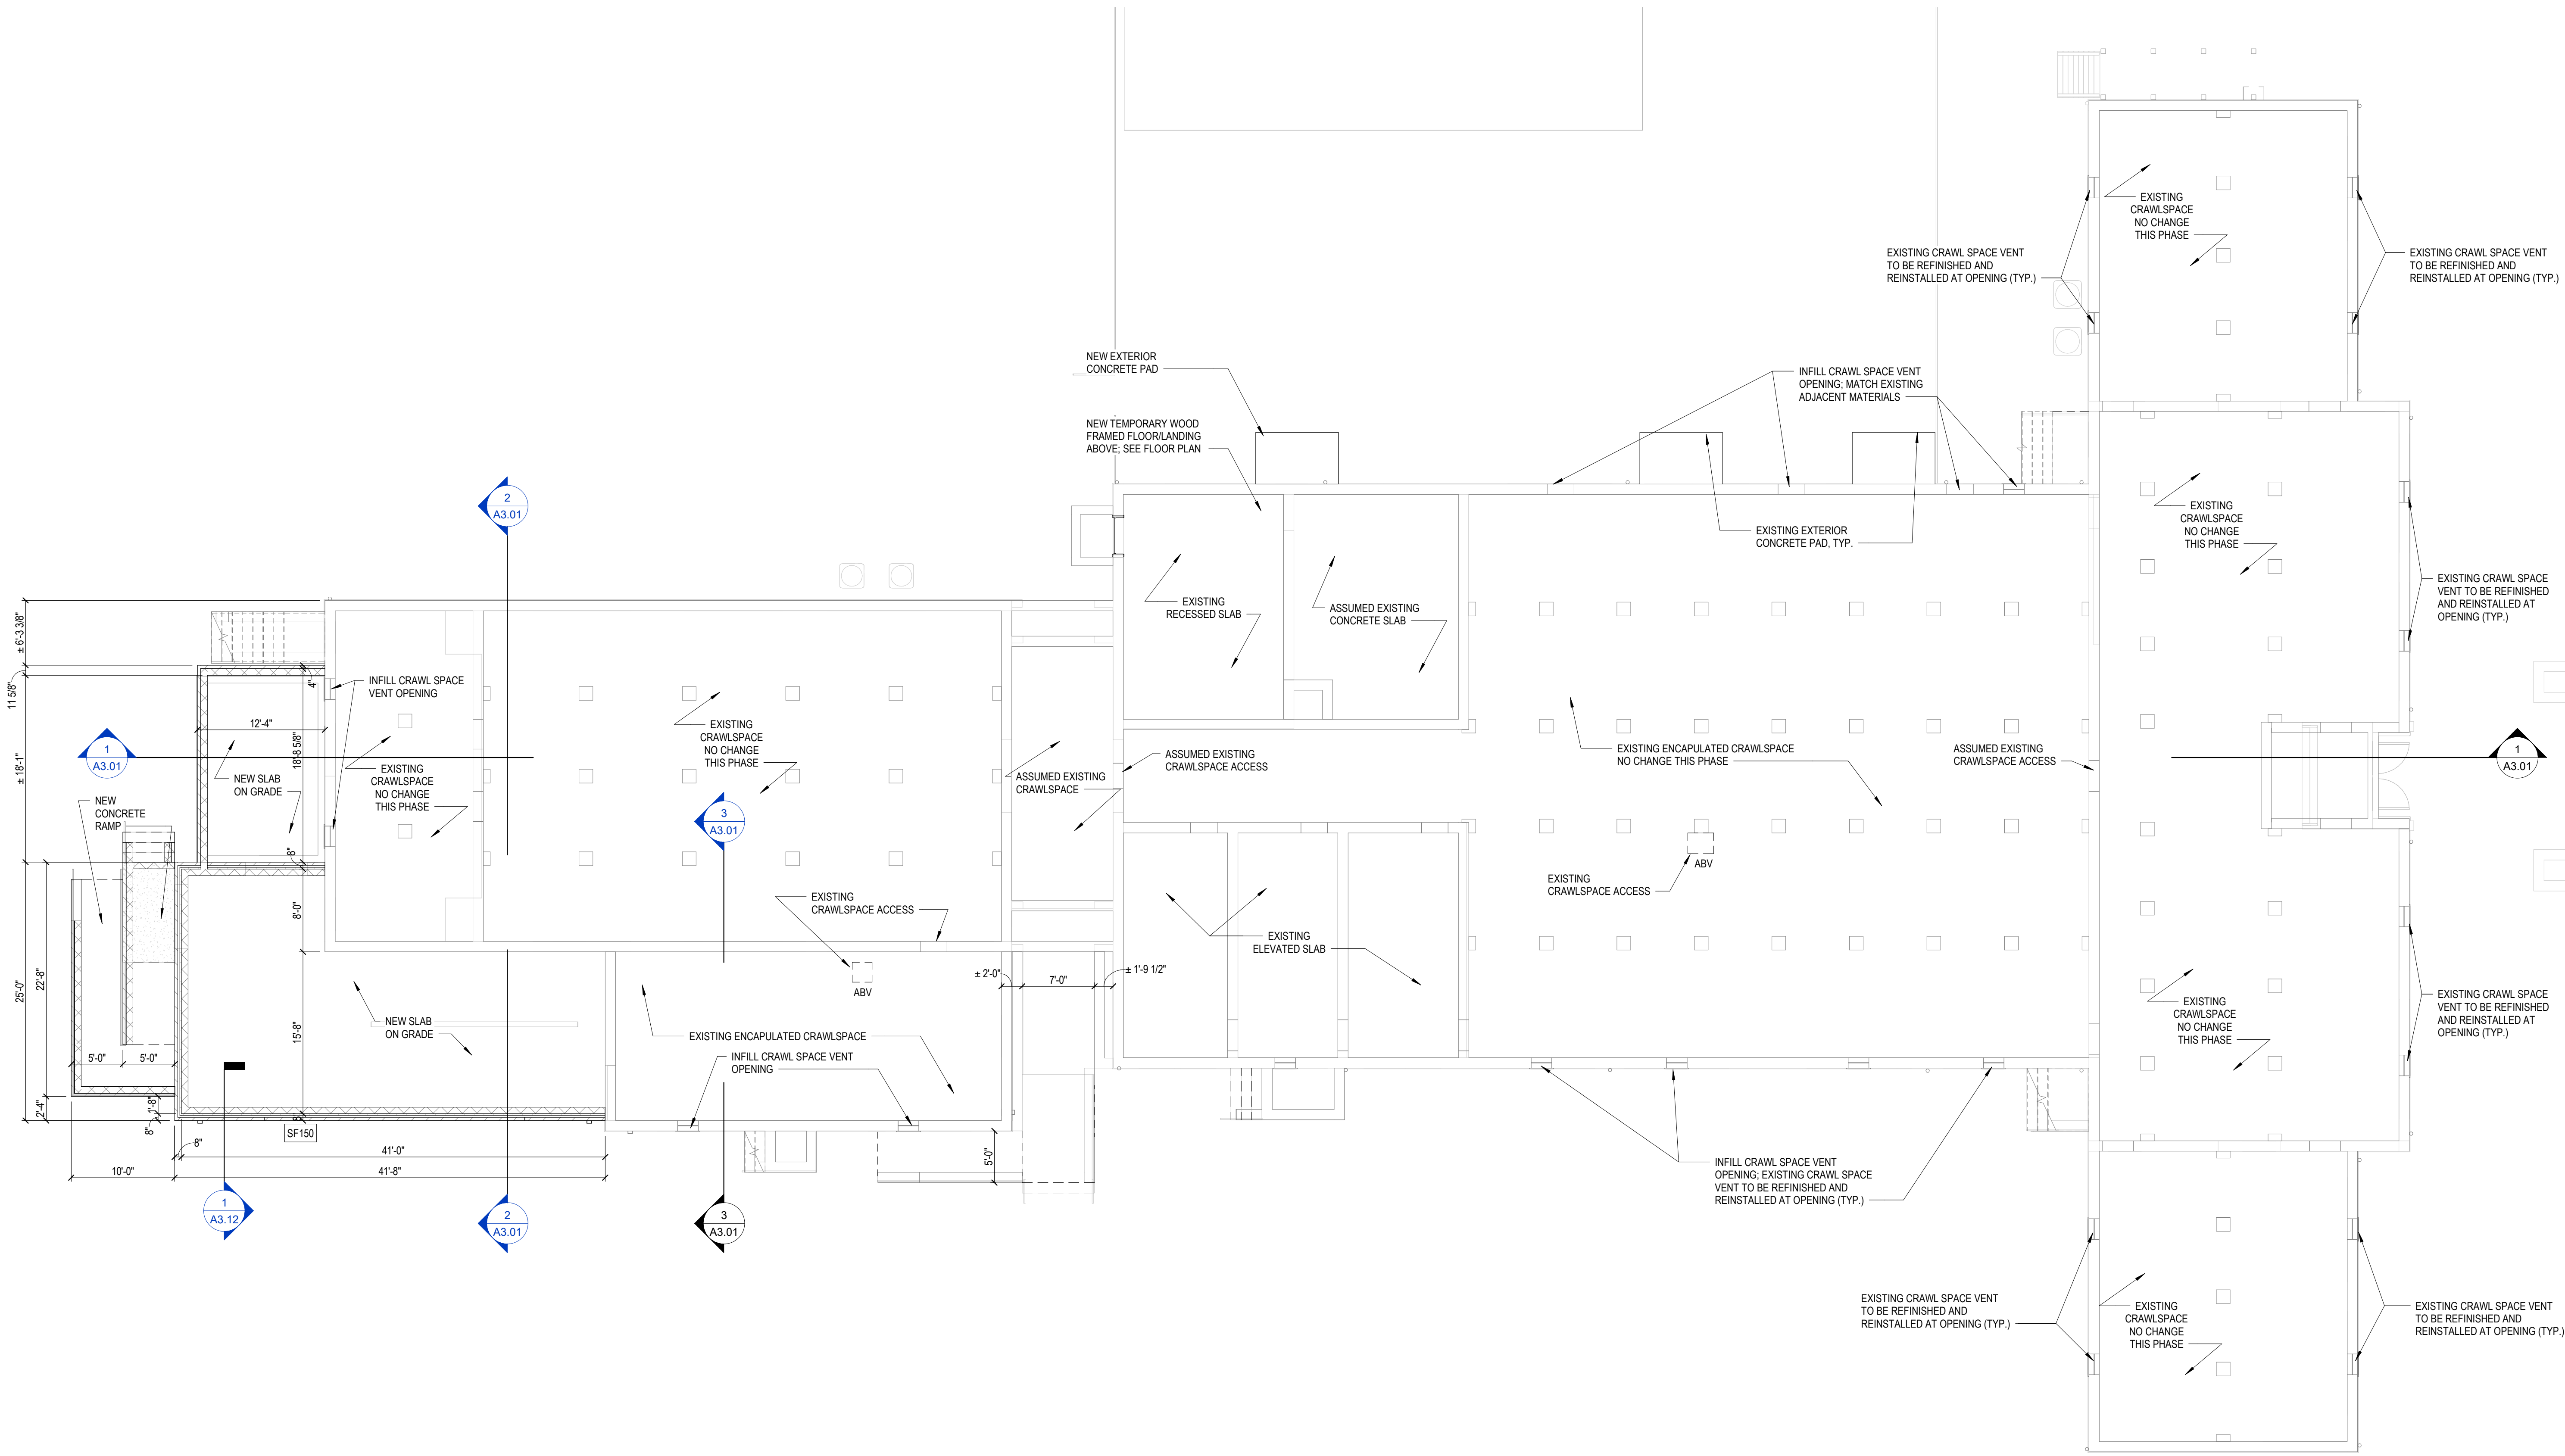 EXISTING
CRAWLSPACE
NO CHANGE
THIS PHASE
EXISTING CRAWL SPACE VENT
TO BE REFINISHED AND
REINSTALLED AT OPENING (TYP.)
EXISTING CRAWL SPACE VENT
TO BE REFINISHED AND
REINSTALLED AT OPENING (TYP.)
NEW EXTERIOR
CONCRETE PAD
INFILL CRAWL SPACE VENT
OPENING; MATCH EXISTING
ADJACENT MATERIALS
NEW TEMPORARY WOOD
FRAMED FLOOR/LANDING
ABOVE; SEE FLOOR PLAN
2
A3.01
EXISTING
CRAWLSPACE
NO CHANGE
THIS PHASE
EXISTING EXTERIOR
CONCRETE PAD, TYP.
EXISTING CRAWL SPACE
VENT TO BE REFINISHED
AND REINSTALLED AT
OPENING (TYP.)
EXISTING
RECESSED SLAB
ASSUMED EXISTING
CONCRETE SLAB
± 6'-3 3/8"
11 5/8"
± 18'-1"
4"
INFILL CRAWL SPACE
VENT OPENING
12'-4"
18'-8 5/8"
1
A3.01
NEW SLAB
ON GRADE
EXISTING
CRAWLSPACE
NO CHANGE
THIS PHASE
EXISTING
CRAWLSPACE
NO CHANGE
THIS PHASE
ASSUMED EXISTING
CRAWLSPACE
ASSUMED EXISTING
CRAWLSPACE ACCESS
EXISTING ENCAPULATED CRAWLSPACE
NO CHANGE THIS PHASE
ASSUMED EXISTING
CRAWLSPACE ACCESS
1
A3.01
NEW
CONCRETE
RAMP
3
A3.01
8"
ABV
EXISTING
CRAWLSPACE ACCESS
EXISTING
CRAWLSPACE ACCESS
8'-0"
EXISTING
ELEVATED SLAB
25'-0"
22'-8"
± 2'-0"
7'-0"
± 1'-9 1/2"
ABV
NEW SLAB
ON GRADE
15'-8"
EXISTING ENCAPULATED CRAWLSPACE
INFILL CRAWL SPACE VENT
OPENING
EXISTING
CRAWLSPACE
NO CHANGE
THIS PHASE
EXISTING CRAWL SPACE
VENT TO BE REFINISHED
AND REINSTALLED AT
OPENING (TYP.)
5'-0"
5'-0"
2'-4"
1'-8"
8"
8"
SF150
8"
41'-0"
10'-0"
41'-8"
5'-0"
INFILL CRAWL SPACE VENT
OPENING; EXISTING CRAWL SPACE
VENT TO BE REFINISHED AND
REINSTALLED AT OPENING (TYP.)
1
A3.12
2
A3.01
3
A3.01
EXISTING CRAWL SPACE VENT
TO BE REFINISHED AND
REINSTALLED AT OPENING (TYP.)
EXISTING
CRAWLSPACE
NO CHANGE
THIS PHASE
EXISTING CRAWL SPACE VENT
TO BE REFINISHED AND
REINSTALLED AT OPENING (TYP.)